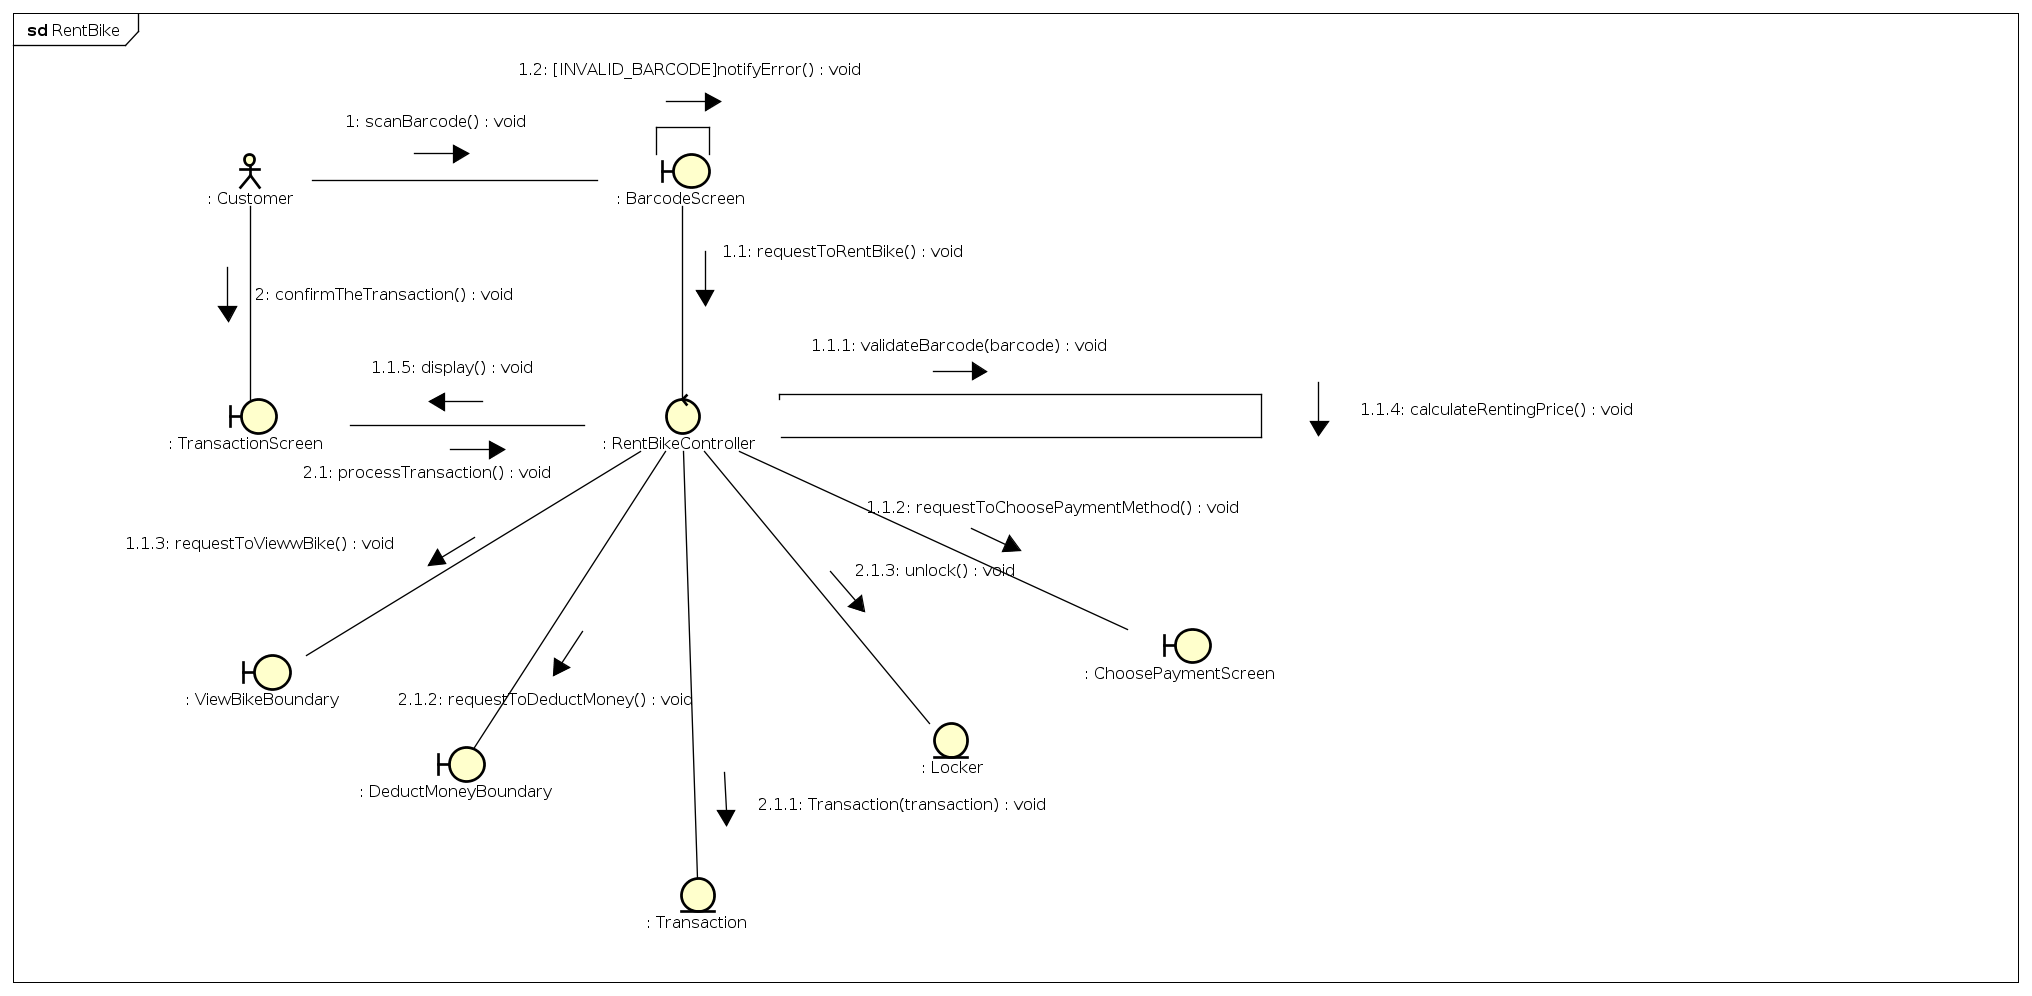 sd RentBike
1.2: [INVALID_BARCODE]notifyError() : void
1: scanBarcode() : void
: Customer
: BarcodeScreen
1.1: requestToRentBike() : void
2: confirmTheTransaction() : void
1.1.1: validateBarcode(barcode) : void
1.1.5: display() : void
1.1.4: calculateRentingPrice() : void
: TransactionScreen
: RentBikeController
2.1: processTransaction() : void
1.1.2: requestToChoosePaymentMethod() : void
1.1.3: requestToViewwBike() : void
2.1.3: unlock() : void
: ChoosePaymentScreen
: ViewBikeBoundary
2.1.2: requestToDeductMoney() : void
: Locker
: DeductMoneyBoundary
2.1.1: Transaction(transaction) : void
: Transaction